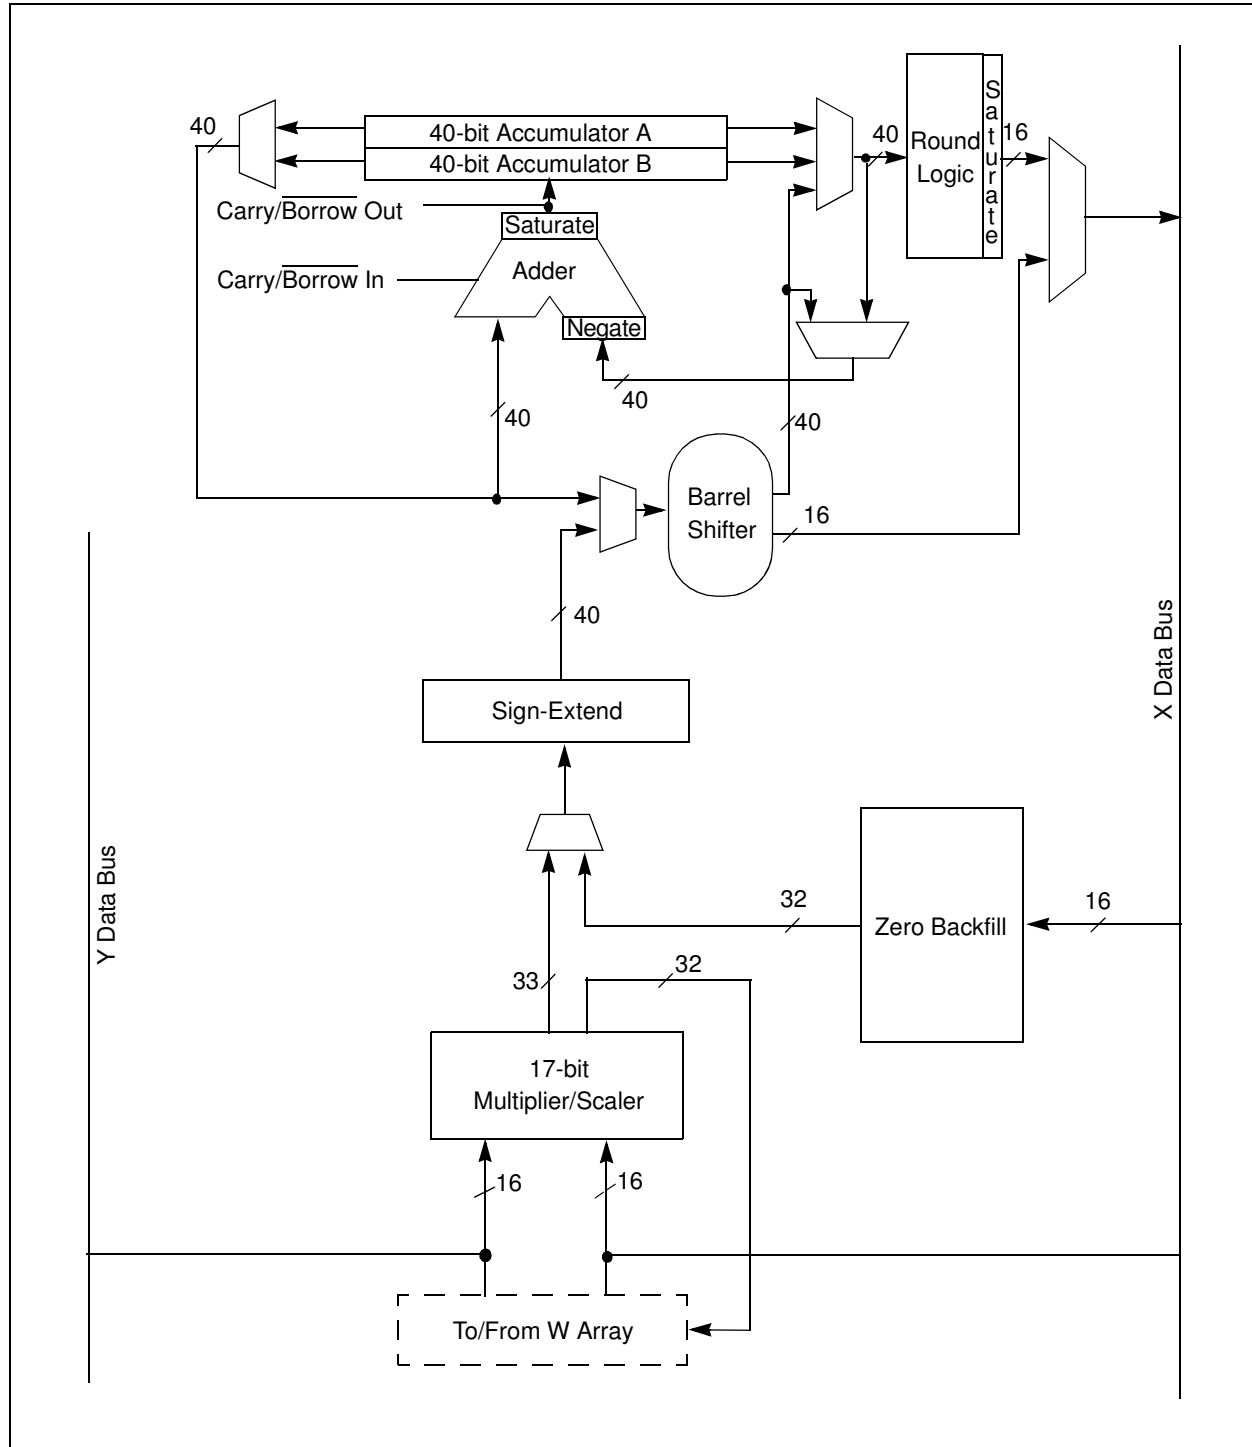 40
40-bit Accumulator A
40-bit Accumulator B
40
Round
Logic
Saturate
16
Carry/Borrow Out
Saturate
Carry/Borrow In
Adder
Negate
40
40
40
Barrel
Shifter
16
40
X Data Bus
Sign-Extend
Y Data Bus
32
Zero Backfill
16
33
32
17-bit
Multiplier/Scaler
16
16
To/From W Array